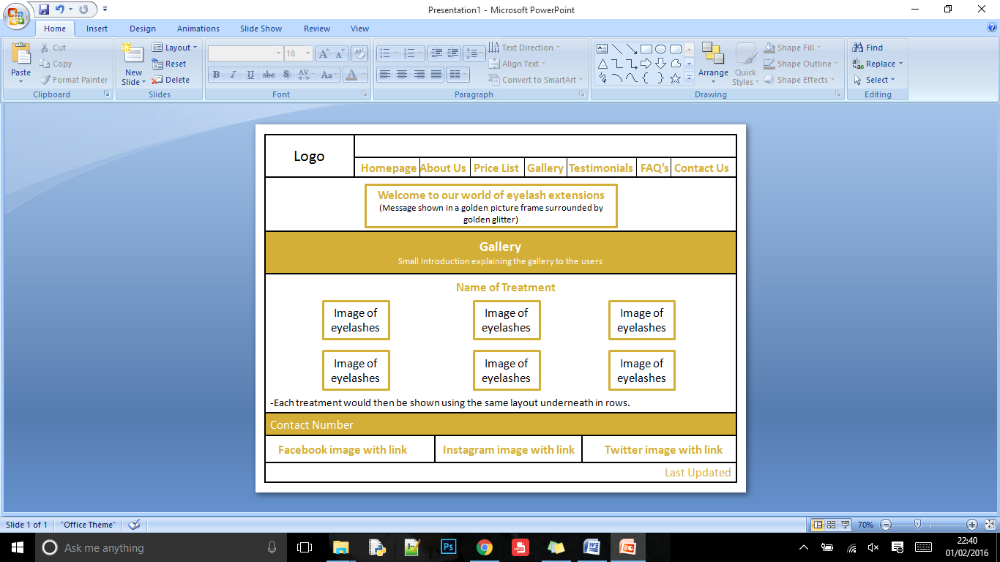 Presentation1 - Microsoft PowerPoint
Home Insert Design Animations Slide Show Review View
Paste
Cut
Copy
Format Painter
Clipboard
New Slide
Layout
Reset
Delete
Slides
18
B I U abc S AV Aa A
Font
Text Direction
Align Text
Convert to SmartArt
Paragraph
Arrange
Quick Styles
Shape Fill
Shape Outline
Shape Effects
Drawing
Find
Replace
Select
Editing
Logo
Homepage About Us Price List Gallery Testimonials FAQ's Contact Us
Welcome to our world of eyelash extensions
(Message shown in a golden picture frame surrounded by
golden glitter)
Gallery
Small Introduction explaining the gallery to the users
Name of Treatment
Image of eyelashes
Image of eyelashes
Image of eyelashes
Image of eyelashes
Image of eyelashes
Image of eyelashes
-Each treatment would then be shown using the same layout underneath in rows.
Contact Number
Facebook image with link
Instagram image with link
Twitter image with link
Last Updated
Slide 1 of 1 "Office Theme" 70%
Ask me anything
Ps
22:40
01/02/2016